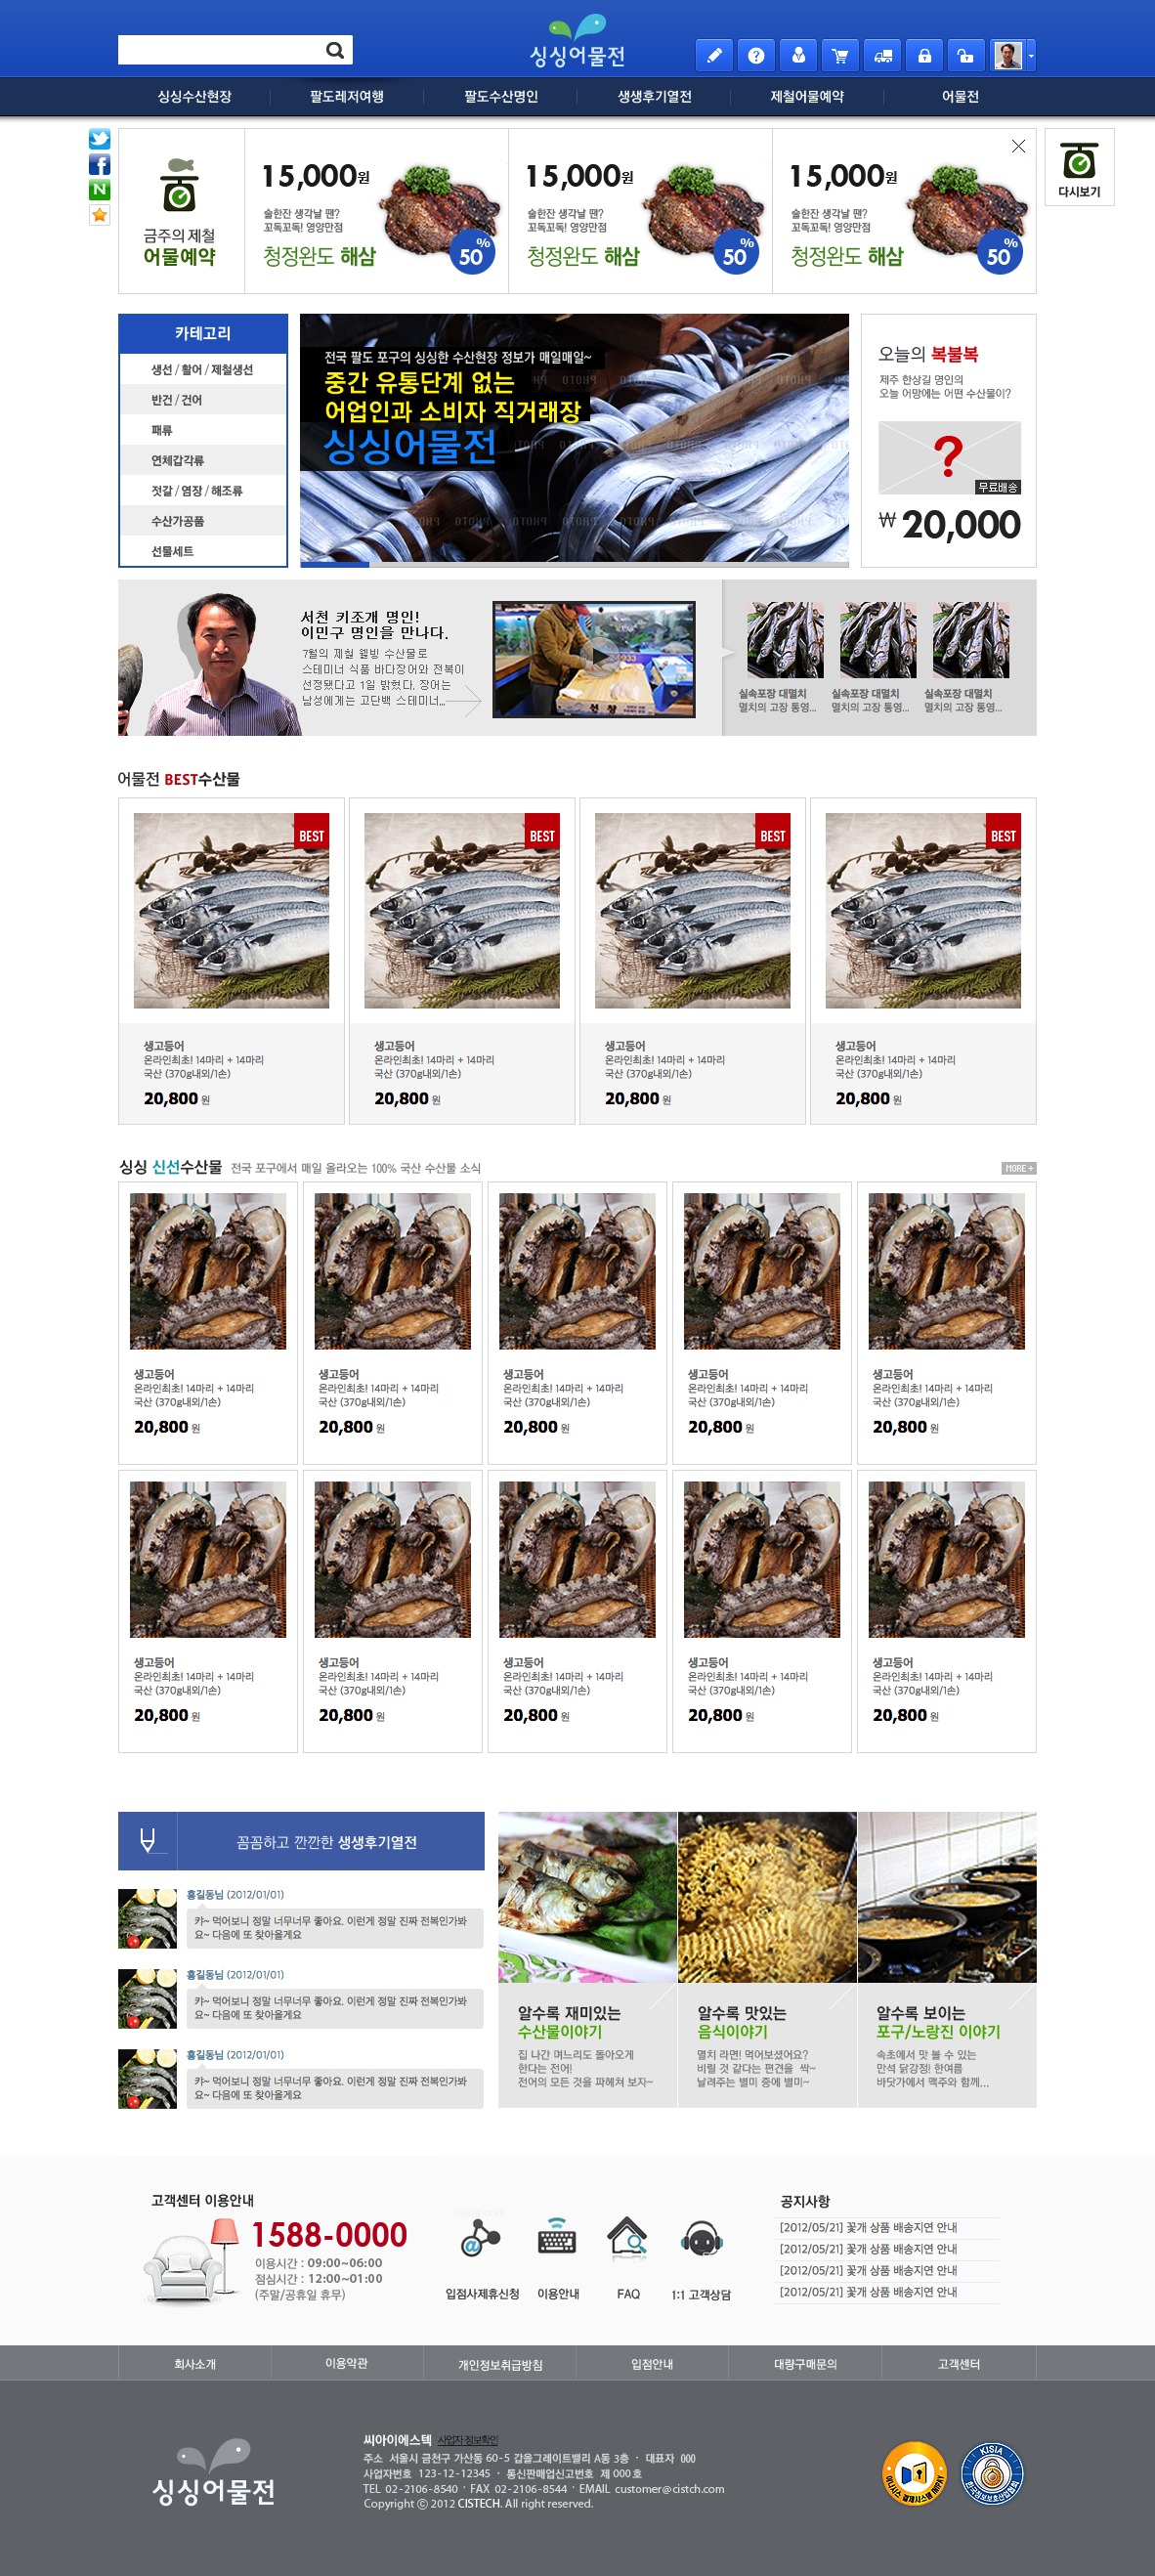 싱싱어물전
싱싱수산현장
팔도레저여행
팔도수산명인
생생후기열전
제철어물예약
어물전
금주의 제철
어물예약
15,000원
술한잔 생각날 땐?
꼬독꼬독! 영양만점
청정완도 해삼
50%
15,000원
술한잔 생각날 땐?
꼬독꼬독! 영양만점
청정완도 해삼
50%
15,000원
술한잔 생각날 땐?
꼬독꼬독! 영양만점
청정완도 해삼
50%
다시보기
카테고리
생선 / 활어 / 제철생선
반건 / 건어
패류
연체갑각류
젓갈 / 염장 / 해조류
수산가공품
선물세트
전국 팔도 포구의 싱싱한 수산현장 정보가 매일매일~
중간 유통단계 없는
어업인과 소비자 직거래장
싱싱어물전
오늘의 복불복
제주 한상길 명인의
오늘 어망에는 어떤 수산물이?
?
무료배송
₩ 20,000
서천 키조개 명인!
이민구 명인을 만나다.
7월의 제철 웰빙 수산물로
스테미너 식품 바다장어와 전복이
선정됐다고 1일 밝혔다. 장어는
남성에게는 고단백 스테미너...
실속포장 대멸치
멸치의 고장 통영...
실속포장 대멸치
멸치의 고장 통영...
실속포장 대멸치
멸치의 고장 통영...
어물전 BEST수산물
BEST
BEST
BEST
BEST
생고등어
온라인최초! 14마리 + 14마리
국산 (370g내외/1손)
20,800 원
생고등어
온라인최초! 14마리 + 14마리
국산 (370g내외/1손)
20,800 원
생고등어
온라인최초! 14마리 + 14마리
국산 (370g내외/1손)
20,800 원
생고등어
온라인최초! 14마리 + 14마리
국산 (370g내외/1손)
20,800 원
싱싱 신선수산물 전국 포구에서 매일 올라오는 100% 국산 수산물 소식
MORE +
생고등어
온라인최초! 14마리 + 14마리
국산 (370g내외/1손)
20,800 원
생고등어
온라인최초! 14마리 + 14마리
국산 (370g내외/1손)
20,800 원
생고등어
온라인최초! 14마리 + 14마리
국산 (370g내외/1손)
20,800 원
생고등어
온라인최초! 14마리 + 14마리
국산 (370g내외/1손)
20,800 원
생고등어
온라인최초! 14마리 + 14마리
국산 (370g내외/1손)
20,800 원
생고등어
온라인최초! 14마리 + 14마리
국산 (370g내외/1손)
20,800 원
생고등어
온라인최초! 14마리 + 14마리
국산 (370g내외/1손)
20,800 원
생고등어
온라인최초! 14마리 + 14마리
국산 (370g내외/1손)
20,800 원
생고등어
온라인최초! 14마리 + 14마리
국산 (370g내외/1손)
20,800 원
생고등어
온라인최초! 14마리 + 14마리
국산 (370g내외/1손)
20,800 원
꼼꼼하고 깐깐한 생생후기열전
홍길동님 (2012/01/01)
캬~ 먹어보니 정말 너무너무 좋아요. 이런게 정말 진짜 전복인가봐
요~ 다음에 또 찾아올게요
홍길동님 (2012/01/01)
캬~ 먹어보니 정말 너무너무 좋아요. 이런게 정말 진짜 전복인가봐
요~ 다음에 또 찾아올게요
홍길동님 (2012/01/01)
캬~ 먹어보니 정말 너무너무 좋아요. 이런게 정말 진짜 전복인가봐
요~ 다음에 또 찾아올게요
알수록 재미있는
수산물이야기
집 나간 며느리도 돌아오게
한다는 전어!
전어의 모든 것을 파헤쳐 보자~
알수록 맛있는
음식이야기
멸치 라면! 먹어보셨어요?
비릴 것 같다는 편견을 싹~
날려주는 별미 중에 별미~
알수록 보이는
포구/노량진 이야기
속초에서 맛 볼 수 있는
만석 닭강정! 한여름
바닷가에서 맥주와 함께...
고객센터 이용안내
1588-0000
이용시간 : 09:00~06:00
점심시간 : 12:00~01:00
(주말/공휴일 휴무)
입점사제휴신청
이용안내
FAQ
1:1 고객상담
공지사항
[2012/05/21] 꽃게 상품 배송지연 안내
[2012/05/21] 꽃게 상품 배송지연 안내
[2012/05/21] 꽃게 상품 배송지연 안내
[2012/05/21] 꽃게 상품 배송지연 안내
회사소개
이용약관
개인정보취급방침
입점안내
대량구매문의
고객센터
싱싱어물전
씨아이에스텍 사업자 정보확인
주소 서울시 금천구 가산동 60-5 갑을그레이트밸리 A동 3층 · 대표자 000
사업자번호 123-12-12345 · 통신판매업신고번호 제 000호
TEL 02-2106-8540 · FAX 02-2106-8544 · EMAIL customer@cistch.com
Copyright ⓒ 2012 CISTECH. All right reserved.
KISIA